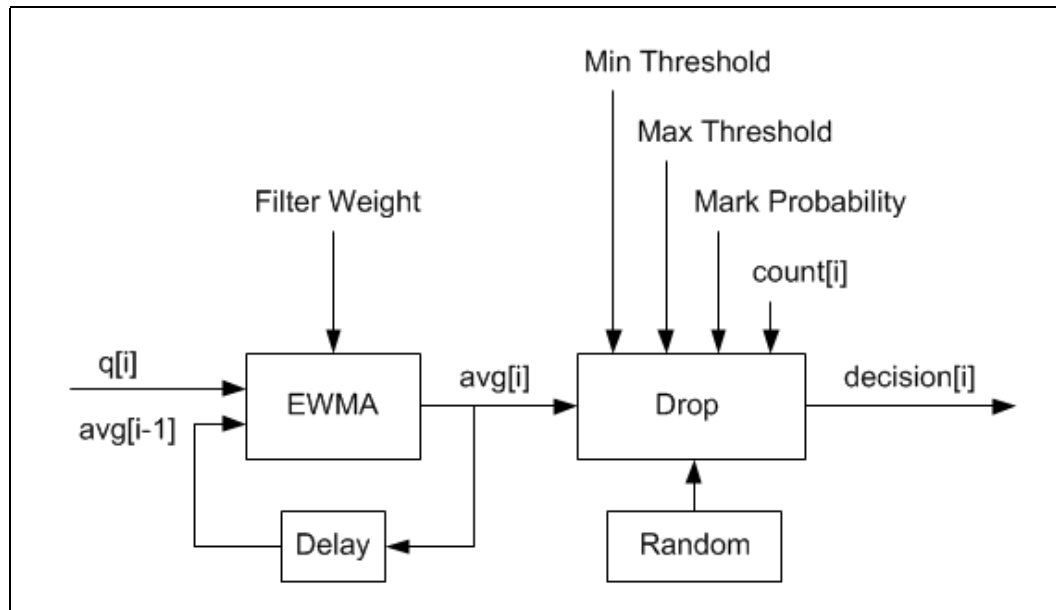 Min Threshold
Max Threshold
Filter Weight
Mark Probability
count[i]
q[i]
avg[i-1]
EWMA
avg[i]
Drop
decision[i]
Delay
Random